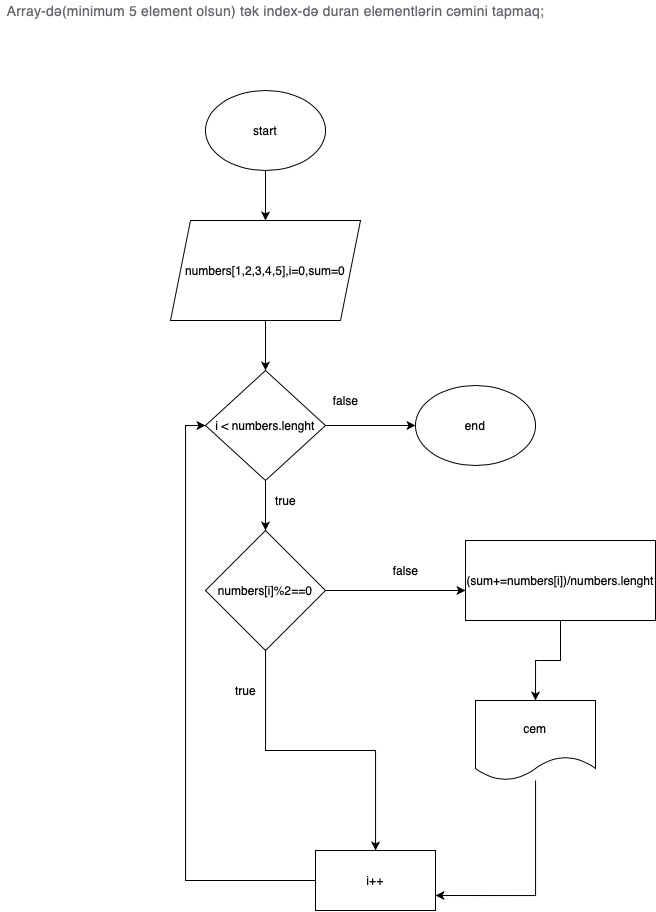 Array-də(minimum 5 element olsun) tək index-də duran elementlərin cəmini tapmaq;
start
numbers[1,2,3,4,5],i=0,sum=0
false
i < numbers.lenght
end
true
false
numbers[i]%2==0
(sum+=numbers[i])/numbers.lenght
true
cem
i++